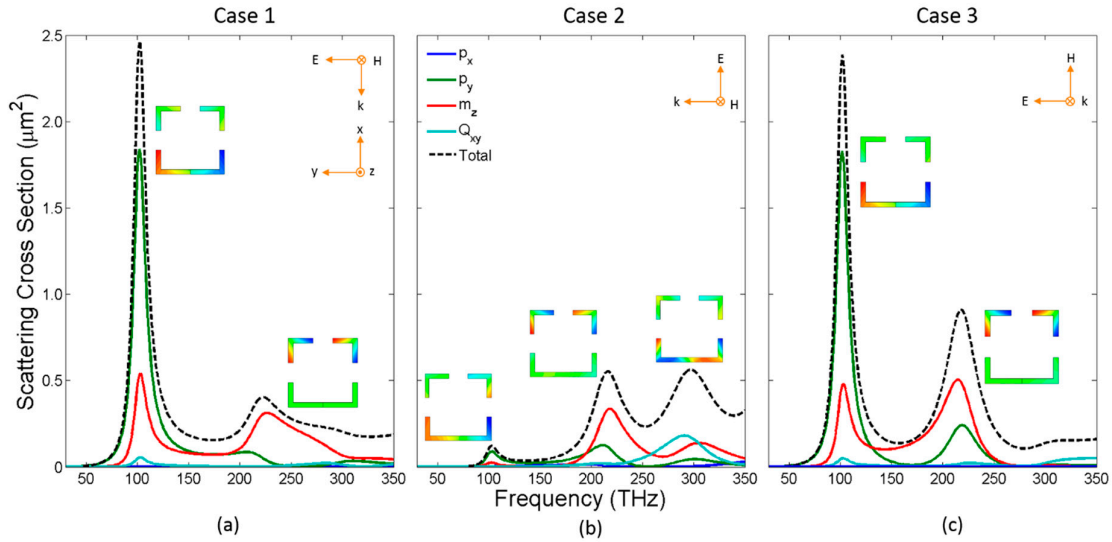 Case 1
Case 2
Case 3
Scattering Cross Section (μm²)
2.5
2.0
1.5
1.0
0.5
0
E
H
k
x
y
z
50 100 150 200 250 300 350
(a)
p_x
p_y
m_z
Q_xy
Total
E
k
H
50 100 150 200 250 300 350
Frequency (THz)
(b)
H
E
k
50 100 150 200 250 300 350
Frequency (THz)
(c)